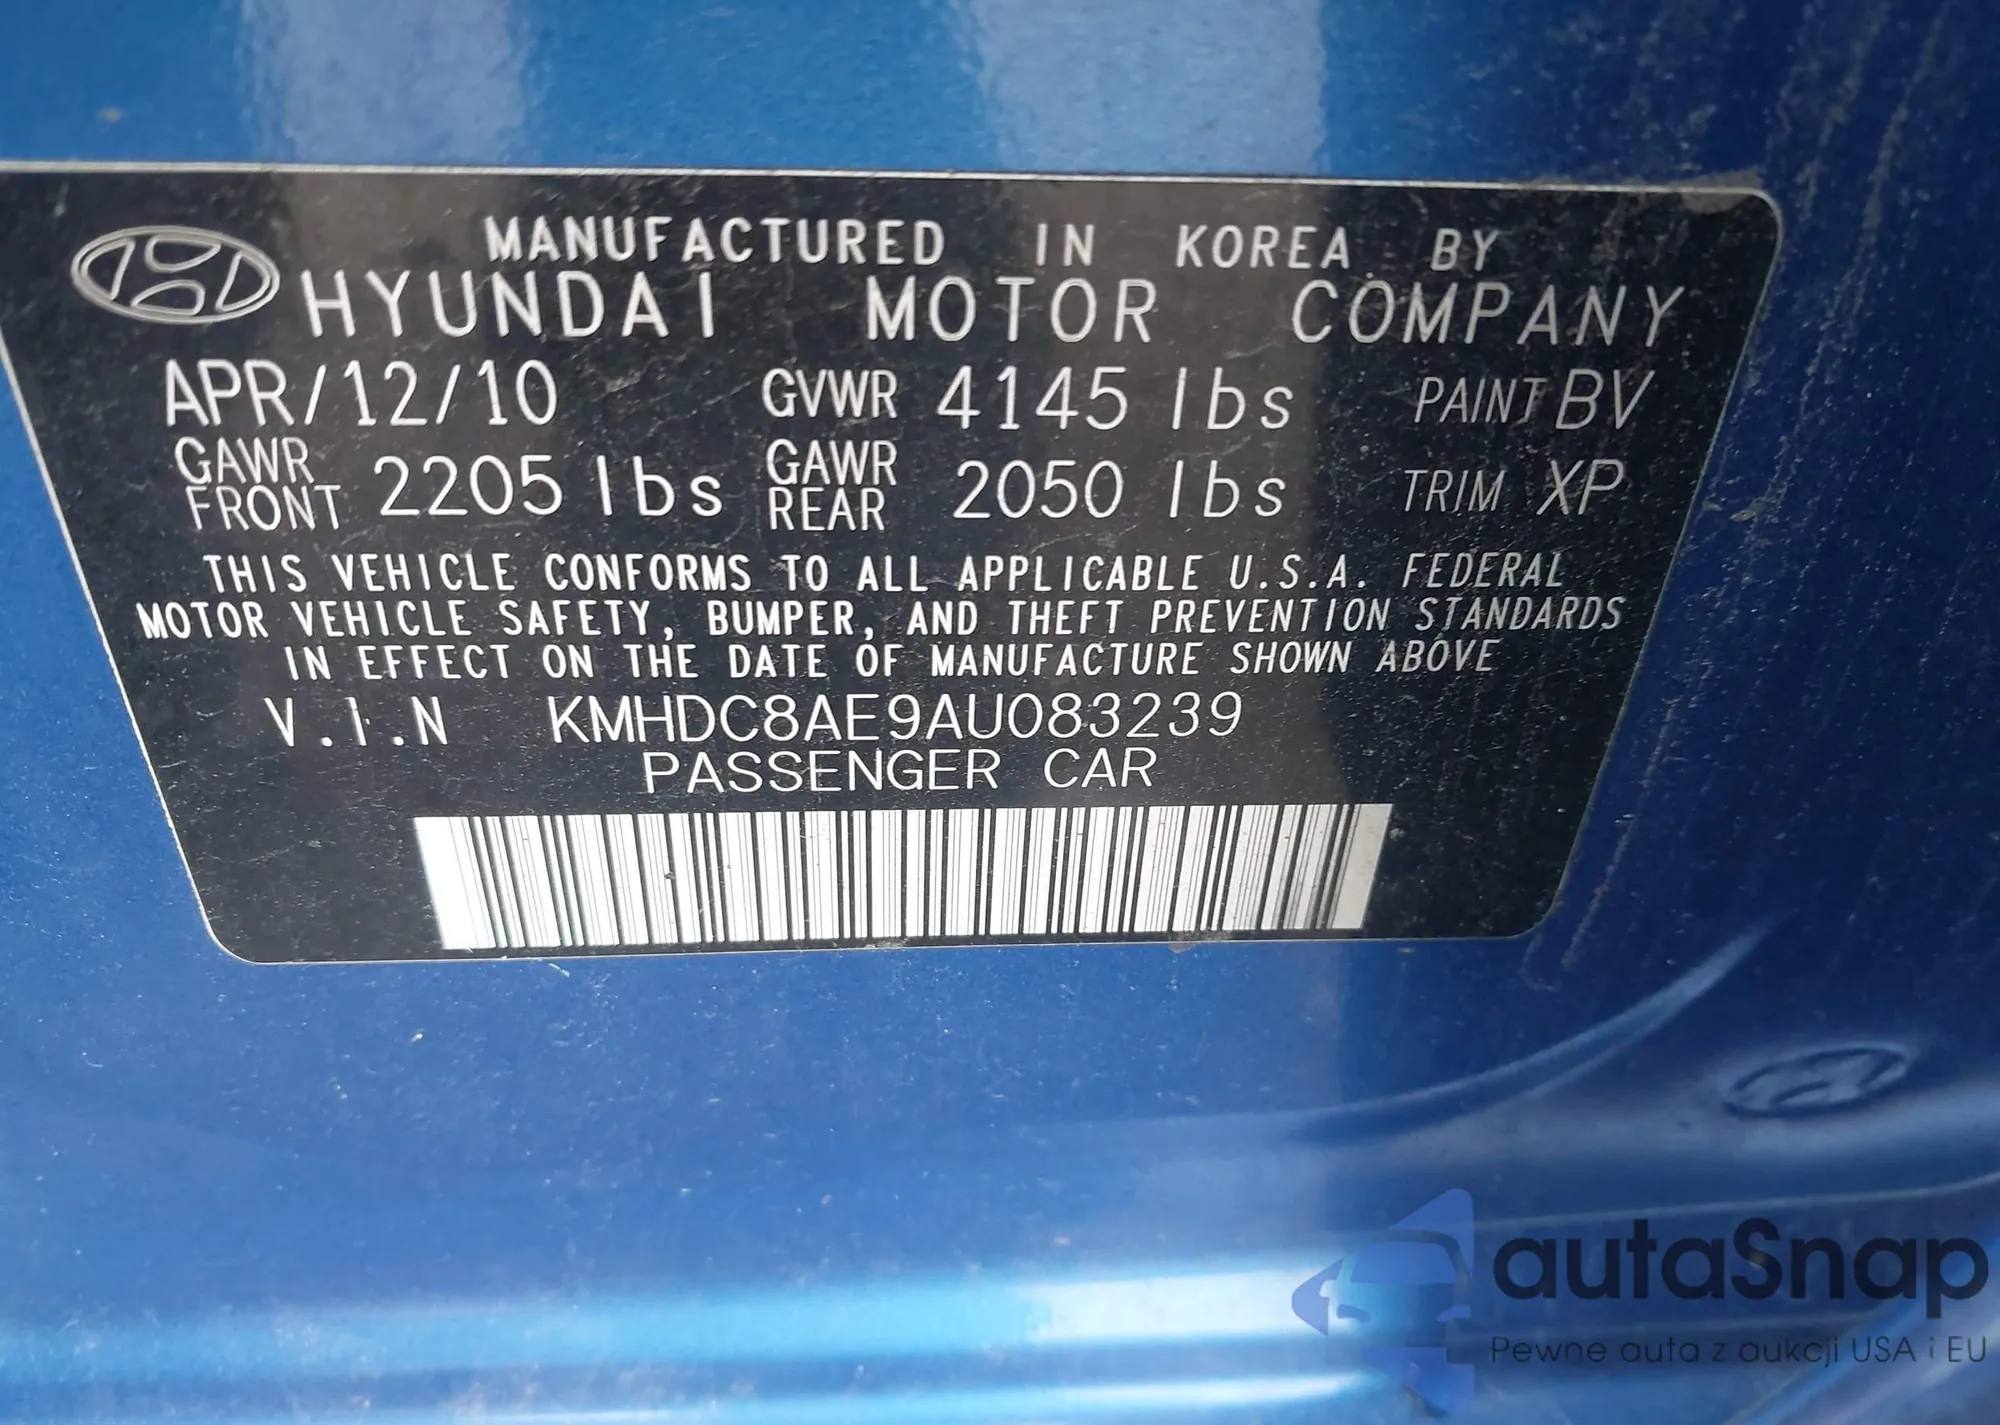 MANUFACTURED IN KOREA BY
HYUNDAI MOTOR COMPANY
APR/12/10 GVWR 4145 lbs PAINT BV
GAWR FRONT 2205 lbs GAWR REAR 2050 lbs TRIM XP
THIS VEHICLE CONFORMS TO ALL APPLICABLE U.S.A. FEDERAL
MOTOR VEHICLE SAFETY, BUMPER, AND THEFT PREVENTION STANDARDS
IN EFFECT ON THE DATE OF MANUFACTURE SHOWN ABOVE
V.I.N KMHDC8AE9AU083239
PASSENGER CAR
autaSnap
Pewne auta z aukcji USA i EU